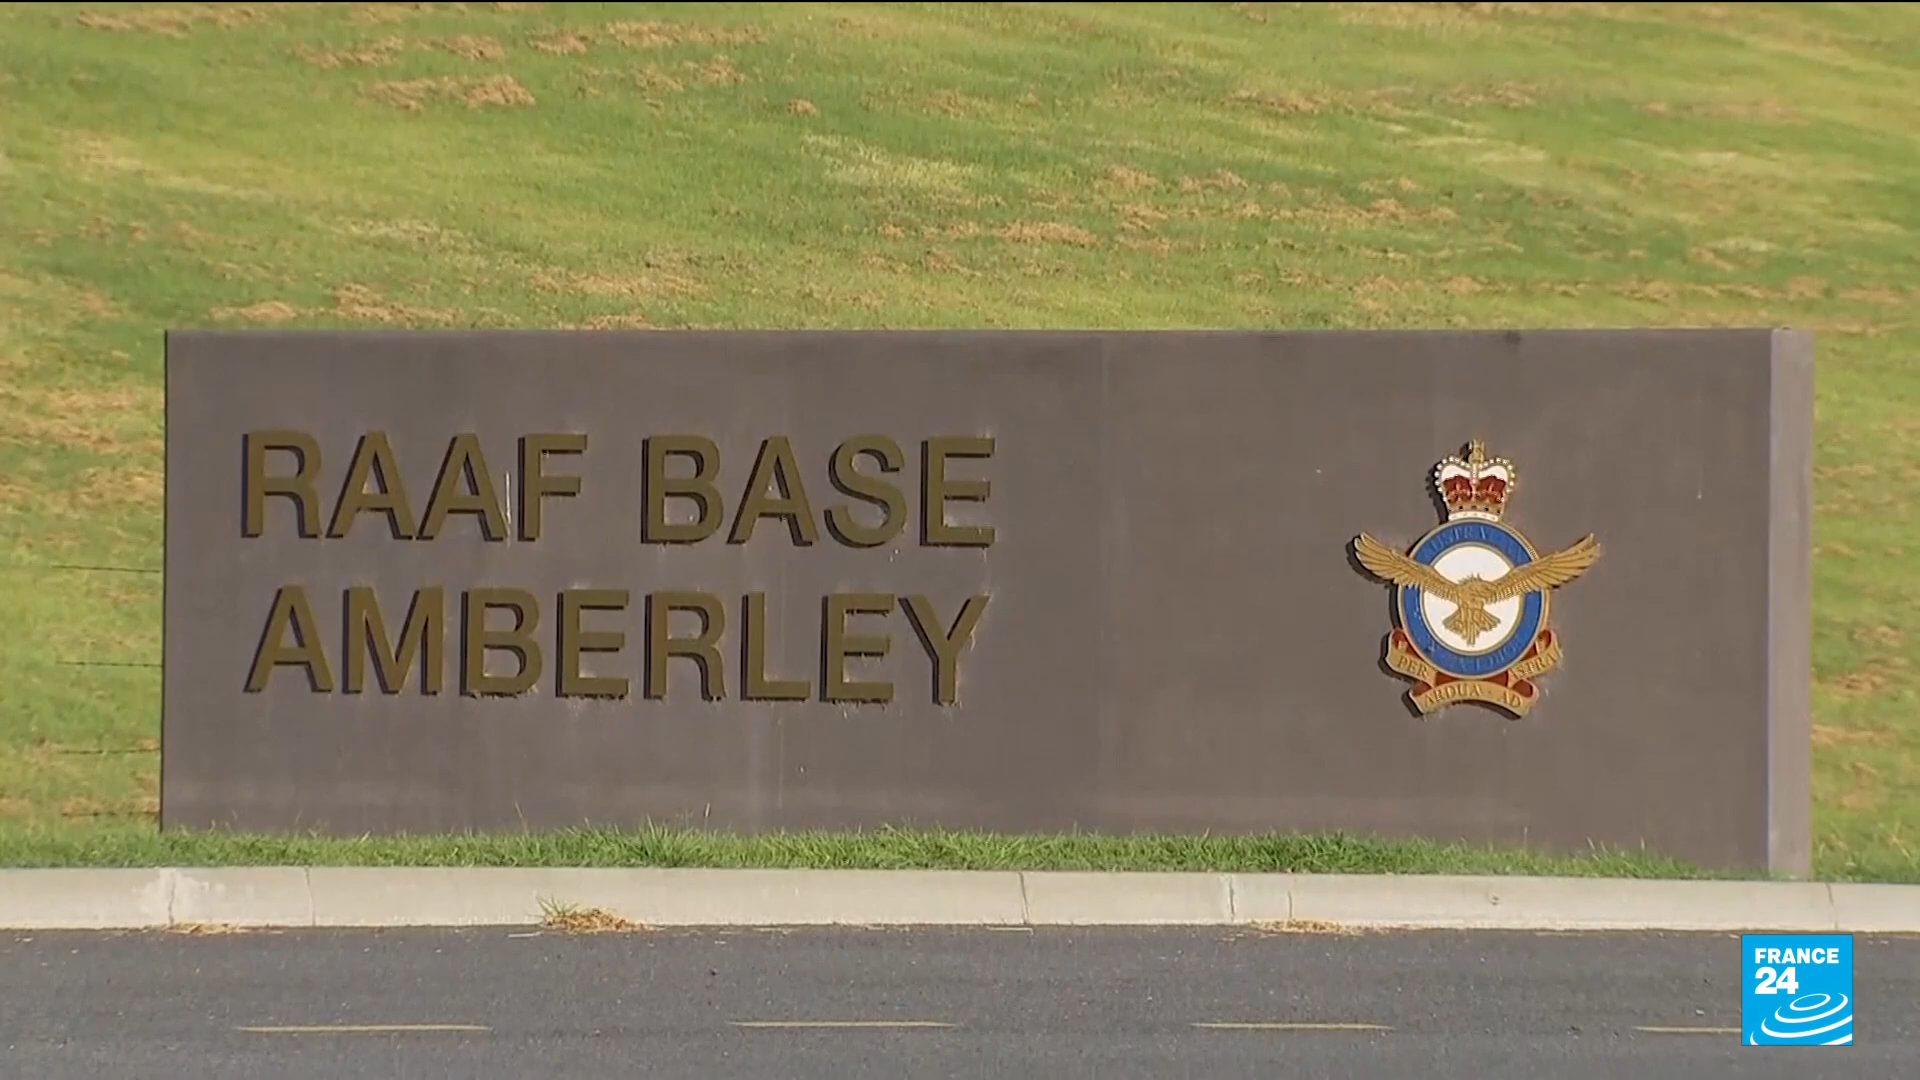 RAAF BASE
AMBERLEY
PER ARDUA - AD ASTRA
FRANCE
24